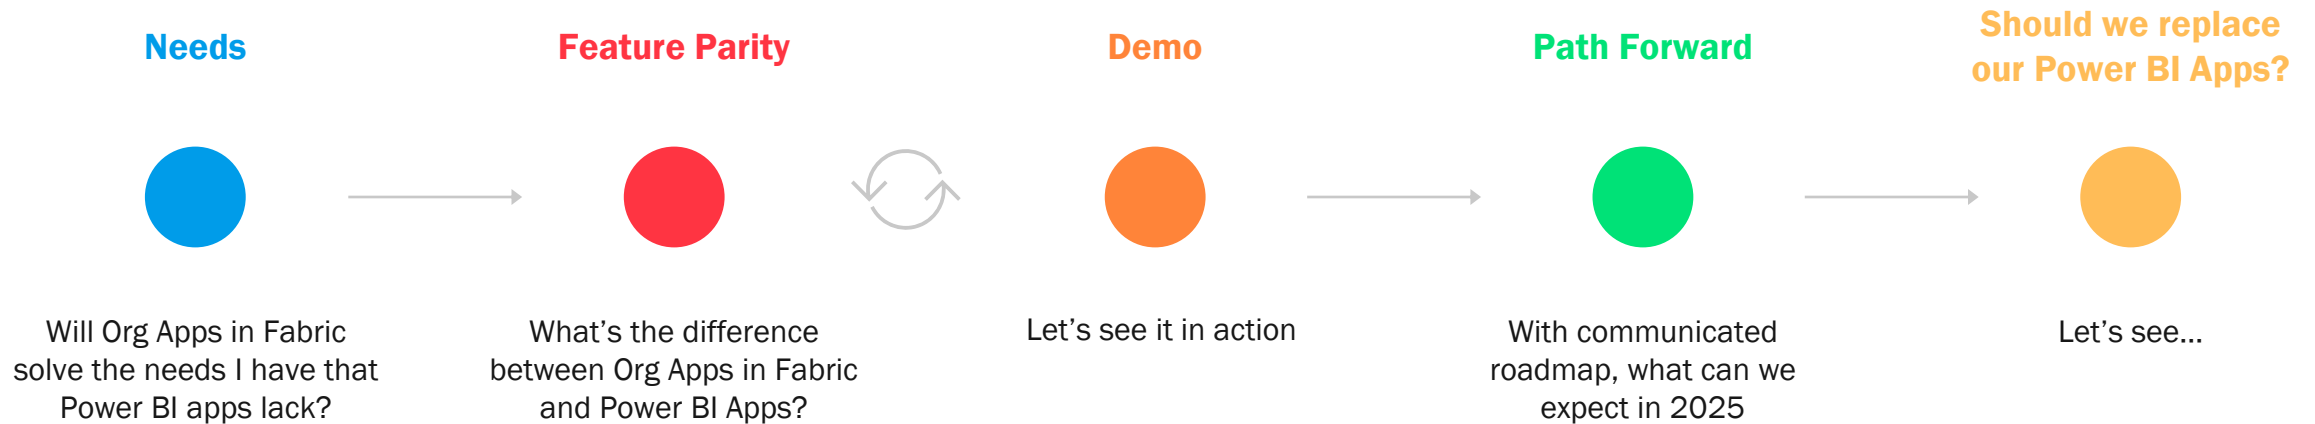 Needs
Feature Parity
Demo
Path Forward
Should we replace
our Power BI Apps?
Will Org Apps in Fabric
solve the needs I have that
Power BI apps lack?
What’s the difference
between Org Apps in Fabric
and Power BI Apps?
Let’s see it in action
With communicated
roadmap, what can we
expect in 2025
Let’s see…